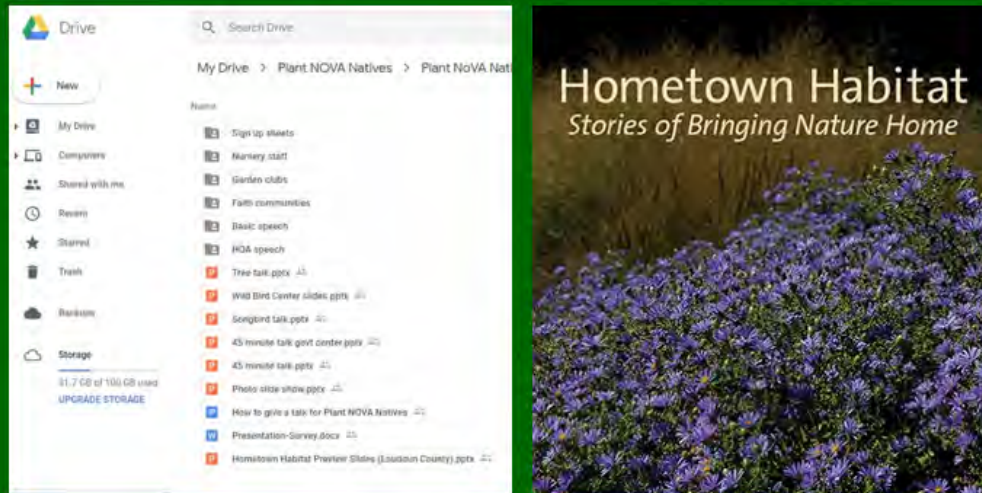 Drive
Search Drive
New
My Drive
Computers
Shared with me
Recent
Starred
Trash
Backups
Storage
31.7 GB of 100 GB used
UPGRADE STORAGE
My Drive > Plant NOVA Natives > Plant NoVA Nati
Name
Sign up sheets
Nursery staff
Garden clubs
Faith communities
Basic speech
HOA speech
Tree talk.pptx
Wild Bird Center slides.pptx
Songbird talk.pptx
45 minute talk govt center.pptx
45 minute talk.pptx
Photo slide show.pptx
How to give a talk for Plant NOVA Natives
Presentation-Survey.docx
Hometown Habitat Preview Slides (Loudoun County).pptx
Hometown Habitat
Stories of Bringing Nature Home